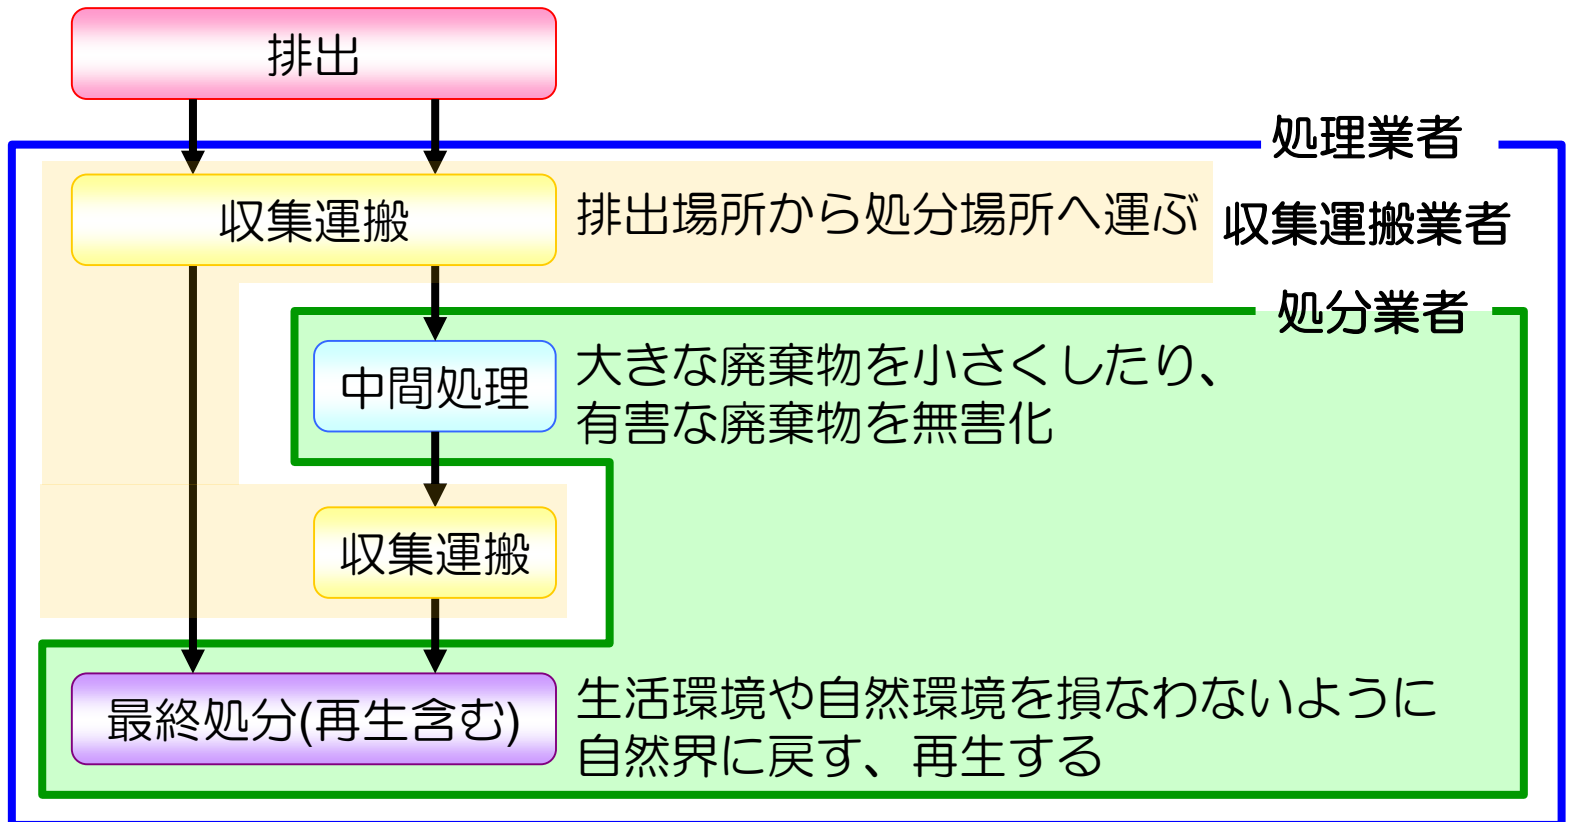 排出
処理業者
収集運搬
排出場所から処分場所へ運ぶ
収集運搬業者
処分業者
中間処理
大きな廃棄物を小さくしたり、
有害な廃棄物を無害化
収集運搬
最終処分(再生含む)
生活環境や自然環境を損なわないように
自然界に戻す、再生する